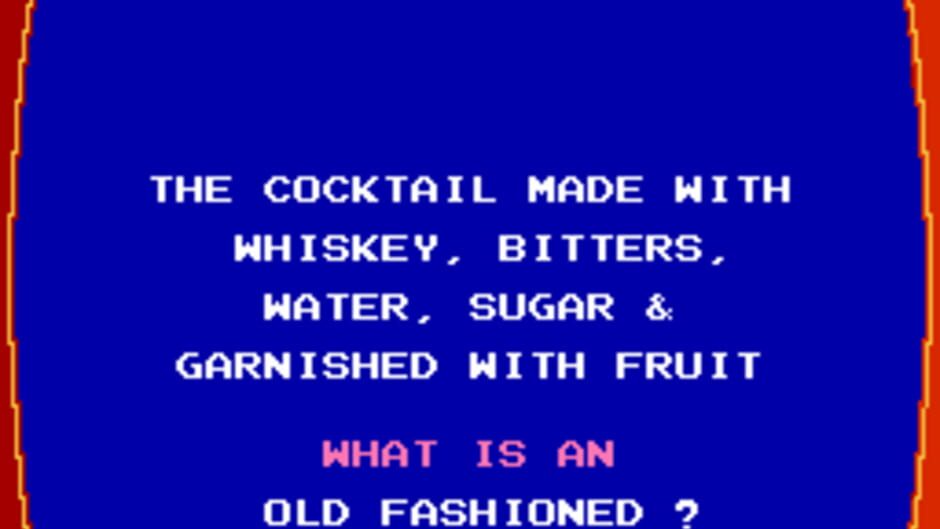 THE COCKTAIL MADE WITH
WHISKEY, BITTERS,
WATER, SUGAR &
GARNISHED WITH FRUIT
WHAT IS AN
OLD FASHIONED ?